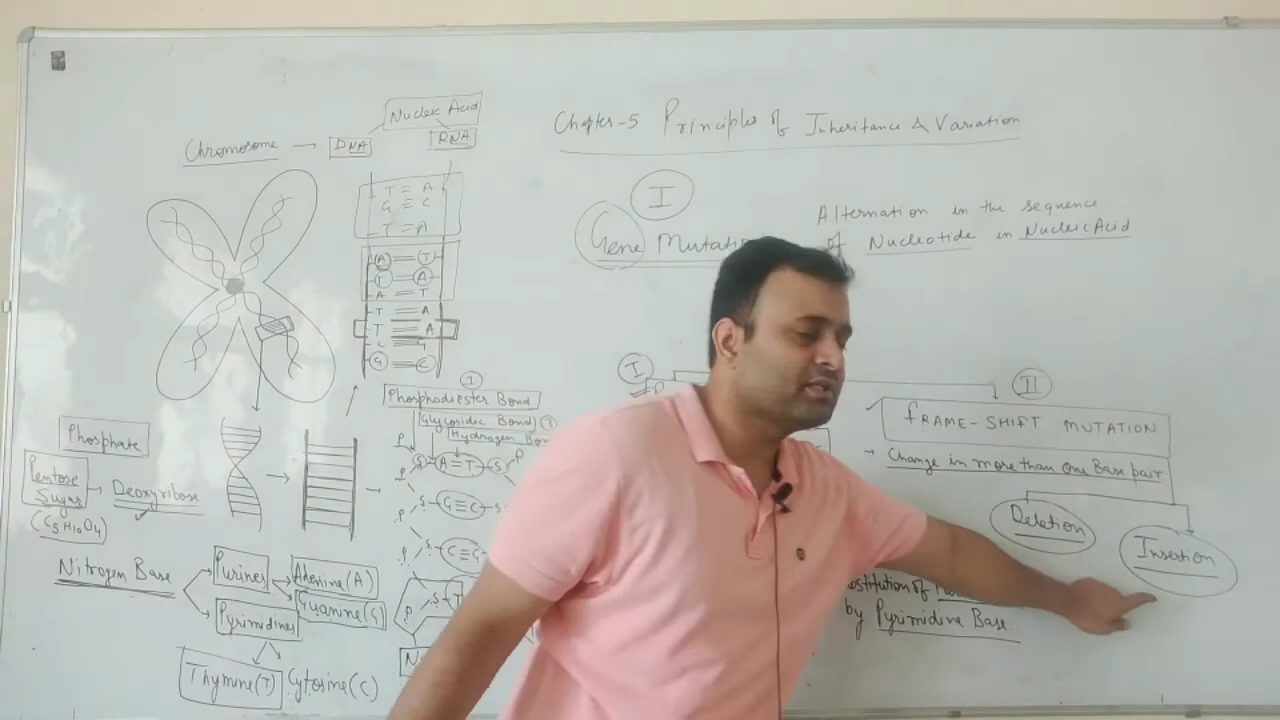 Nucleic Acid
Chromosome → DNA
RNA
T ≡ A
G ≡ C
T = A
A = T
T = A
A = T
T = A
T = A
G = C
Phosphodiester Bond
I
Glycosidic Bond
Hydrogen
Phosphate
Pentose
Sugar
Deoxyribose
(C5H10O4)
P
S
A=T
S
P
P
S
G≡C
S
P
S
C≡G
P
S
P
Nitrogen Base
Purines
Adenine(A)
Guanine(G)
Pyrimidines
Thymine(T)
Cytosine(C)
Chapter-5 Principles of Inheritance & Variation
I
Gene
Alternation in the sequence
of Nucleotide in Nucleic Acid
I
II
FRAME-SHIFT MUTATION
→ Change in more than one Base pair
Deletion
Insertion
by Pyrimidine Base.